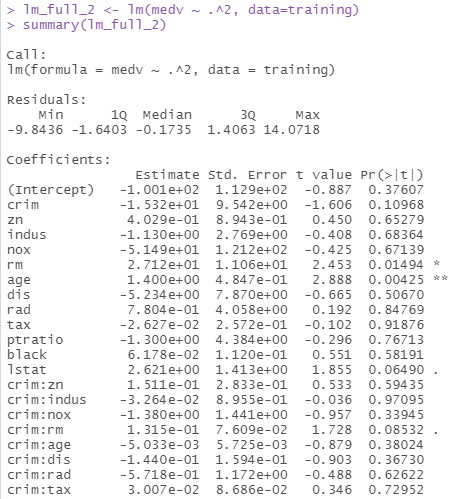 > lm_full_2 <- lm(medv ~ .^2, data=training)
> summary(lm_full_2)
Call:
lm(formula = medv ~ .^2, data = training)
Residuals:
    Min      1Q  Median      3Q     Max
-9.8436 -1.6403 -0.1735  1.4063 14.0718
Coefficients:
              Estimate Std. Error t value Pr(>|t|)
(Intercept) -1.001e+02 1.129e+02 -0.887 0.37607
crim -1.532e+01 9.542e+00 -1.606 0.10968
zn 4.029e-01 8.943e-01 0.450 0.65279
indus -1.130e+00 2.769e+00 -0.408 0.68364
nox -5.149e+01 1.212e+02 -0.425 0.67139
rm 2.712e+01 1.106e+01 2.453 0.01494 *
age 1.400e+00 4.847e-01 2.888 0.00425 **
dis -5.234e+00 7.870e+00 -0.665 0.50670
rad 7.804e-01 4.058e+00 0.192 0.84769
tax -2.627e-02 2.572e-01 -0.102 0.91876
ptratio -1.300e+00 4.384e+00 -0.296 0.76713
black 6.178e-02 1.120e-01 0.551 0.58191
lstat 2.621e+00 1.413e+00 1.855 0.06490 .
crim:zn 1.511e-01 2.833e-01 0.533 0.59435
crim:indus -3.264e-02 8.955e-01 -0.036 0.97095
crim:nox -1.380e+00 1.441e+00 -0.957 0.33945
crim:rm 1.315e-01 7.609e-02 1.728 0.08532 .
crim:age -5.033e-03 5.725e-03 -0.879 0.38024
crim:dis -1.440e-01 1.594e-01 -0.903 0.36730
crim:rad -5.718e-01 1.172e+00 -0.488 0.62622
crim:tax 3.007e-02 8.686e-02 0.346 0.72952